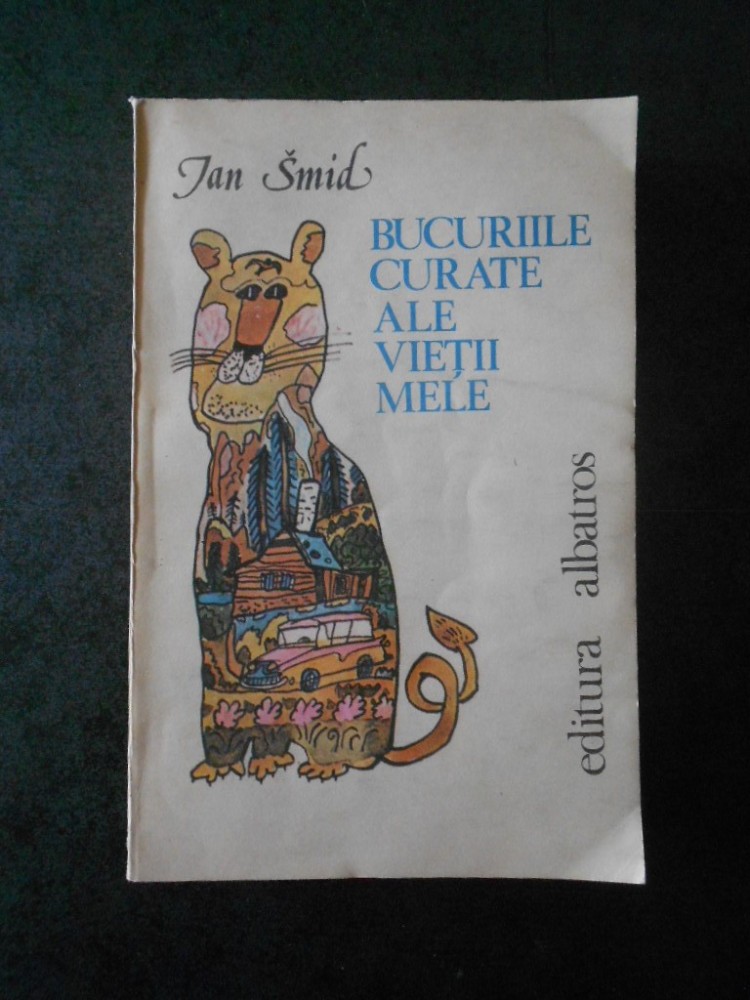 Jan Šmid
BUCURIILE
CURATE
ALE
VIEȚII
MELE
editura albatros